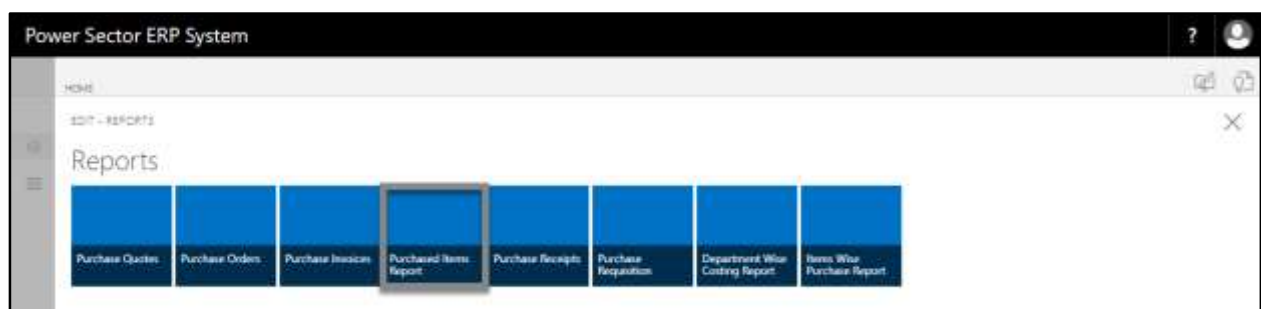 Power Sector ERP System ?
HOME
EDIT - REPORTS
Reports
Purchase Quotes
Purchase Orders
Purchase Invoices
Purchased Items
Report
Purchase Receipts
Purchase
Requisition
Department Wise
Costing Report
Items Wise
Purchase Report